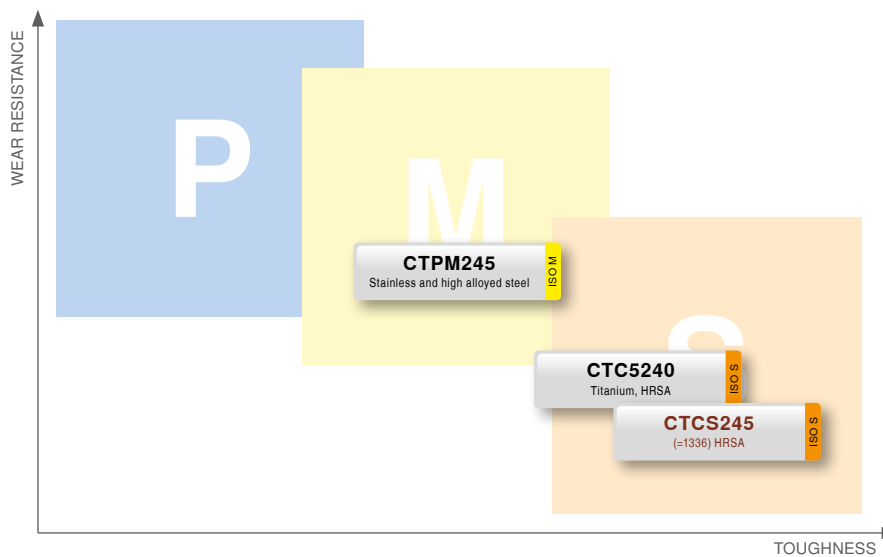 WEAR RESISTANCE
P
M
CTPM245
Stainless and high alloyed steel
ISO M
S
CTC5240
Titanium, HRSA
ISO S
CTCS245
(=1336) HRSA
ISO S
TOUGHNESS